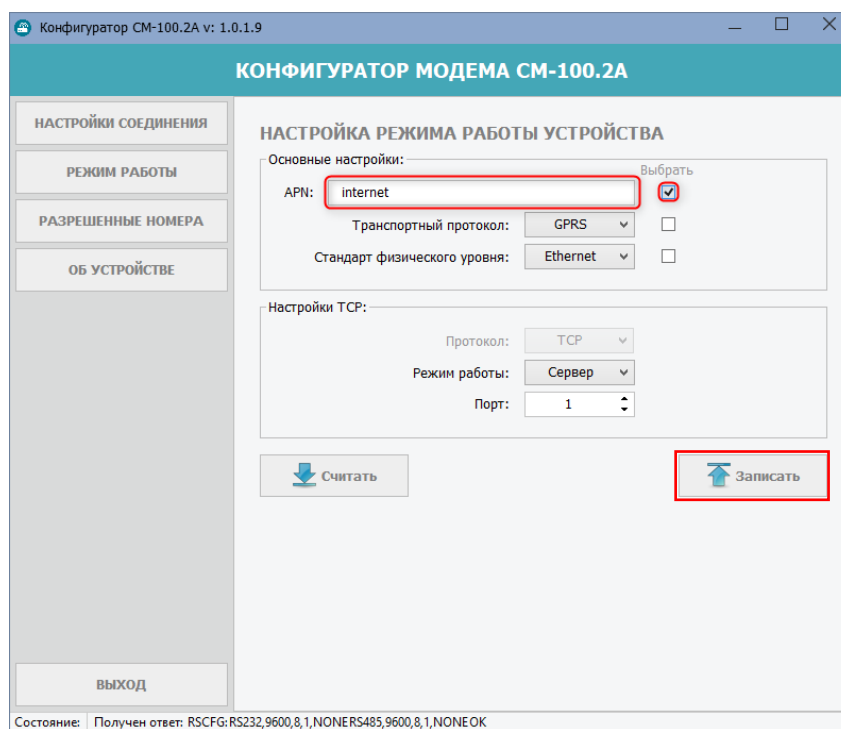 Конфигуратор СМ-100.2А v: 1.0.1.9
КОНФИГУРАТОР МОДЕМА СМ-100.2А
НАСТРОЙКИ СОЕДИНЕНИЯ
РЕЖИМ РАБОТЫ
РАЗРЕШЕННЫЕ НОМЕРА
ОБ УСТРОЙСТВЕ
ВЫХОД
НАСТРОЙКА РЕЖИМА РАБОТЫ УСТРОЙСТВА
Основные настройки:
Выбрать
APN: internet
Транспортный протокол: GPRS
Стандарт физического уровня: Ethernet
Настройки TCP:
Протокол: TCP
Режим работы: Сервер
Порт: 1
Считать
Записать
Состояние: Получен ответ: RSCFG:RS232,9600,8,1,NONERS485,9600,8,1,NONEOK